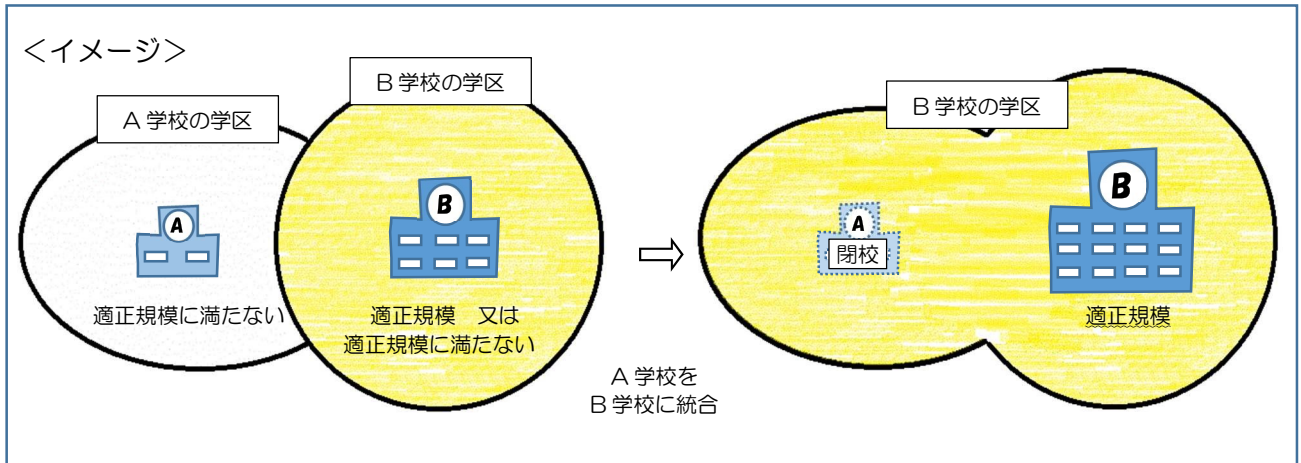 ＜イメージ＞
A 学校の学区
B 学校の学区
A
B
適正規模に満たない
適正規模　又は
適正規模に満たない
A 学校を
B 学校に統合
B 学校の学区
A
閉校
B
適正規模